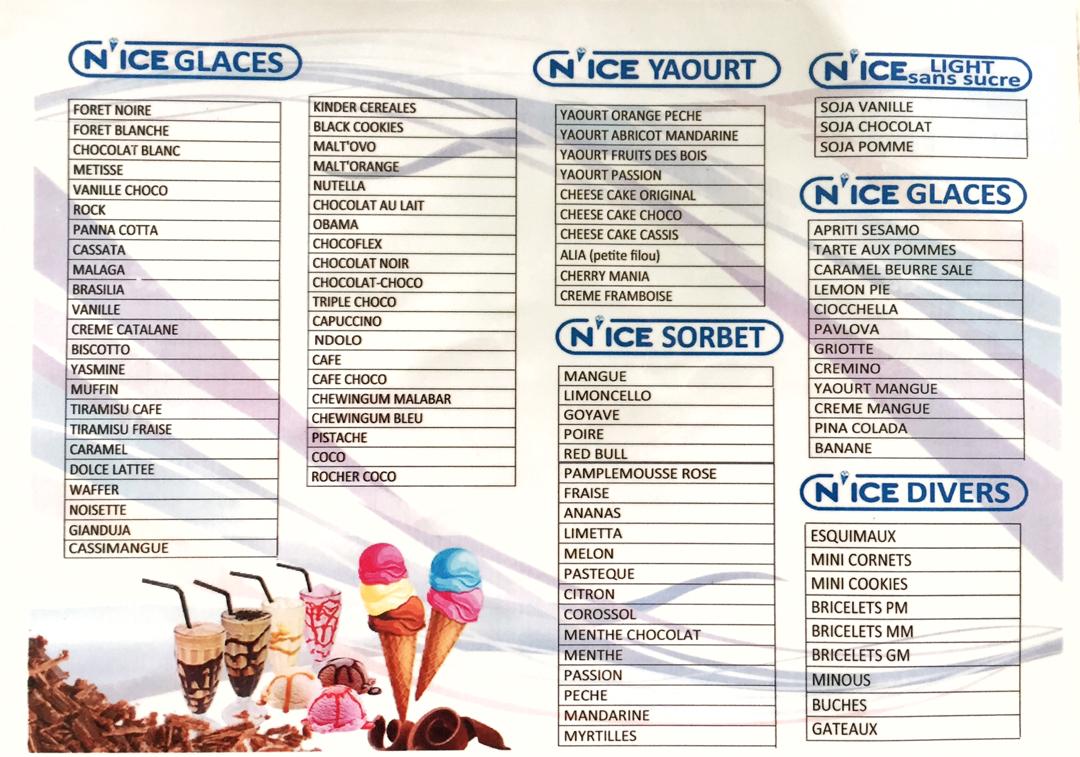 N'ICE GLACES
FORET NOIRE
FORET BLANCHE
CHOCOLAT BLANC
METISSE
VANILLE CHOCO
ROCK
PANNA COTTA
CASSATA
MALAGA
BRASILIA
VANILLE
CREME CATALANE
BISCOTTO
YASMINE
MUFFIN
TIRAMISU CAFE
TIRAMISU FRAISE
CARAMEL
DOLCE LATTEE
WAFFER
NOISETTE
GIANDUJA
CASSIMANGUE
KINDER CEREALES
BLACK COOKIES
MALT'OVO
MALT'ORANGE
NUTELLA
CHOCOLAT AU LAIT
OBAMA
CHOCOFLEX
CHOCOLAT NOIR
CHOCOLAT-CHOCO
TRIPLE CHOCO
CAPUCCINO
NDOLO
CAFE
CAFE CHOCO
CHEWINGUM MALABAR
CHEWINGUM BLEU
PISTACHE
COCO
ROCHER COCO
N'ICE YAOURT
YAOURT ORANGE PECHE
YAOURT ABRICOT MANDARINE
YAOURT FRUITS DES BOIS
YAOURT PASSION
CHEESE CAKE ORIGINAL
CHEESE CAKE CHOCO
CHEESE CAKE CASSIS
ALIA (petite filou)
CHERRY MANIA
CREME FRAMBOISE
N'ICE SORBET
MANGUE
LIMONCELLO
GOYAVE
POIRE
RED BULL
PAMPLEMOUSSE ROSE
FRAISE
ANANAS
LIMETTA
MELON
PASTEQUE
CITRON
COROSSOL
MENTHE CHOCOLAT
MENTHE
PASSION
PECHE
MANDARINE
MYRTILLES
N'ICE LIGHT
sans sucre
SOJA VANILLE
SOJA CHOCOLAT
SOJA POMME
N'ICE GLACES
APRITI SESAMO
TARTE AUX POMMES
CARAMEL BEURRE SALE
LEMON PIE
CIOCCHELLA
PAVLOVA
GRIOTTE
CREMINO
YAOURT MANGUE
CREME MANGUE
PINA COLADA
BANANE
N'ICE DIVERS
ESQUIMAUX
MINI CORNETS
MINI COOKIES
BRICELETS PM
BRICELETS MM
BRICELETS GM
MINOUS
BUCHES
GATEAUX